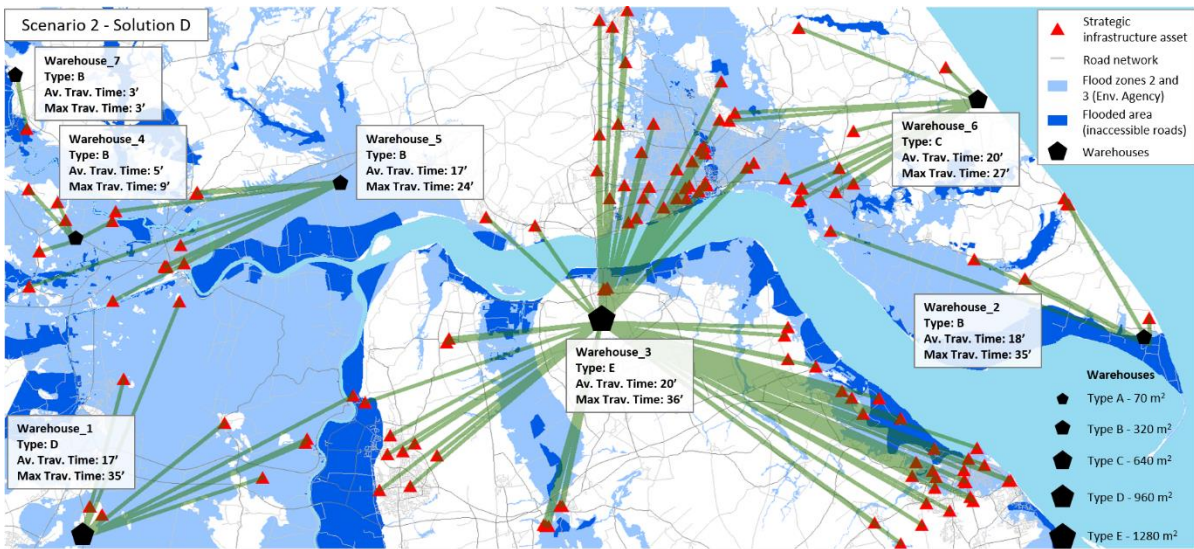 Scenario 2 - Solution D
Warehouse_7
Type: B
Av. Trav. Time: 3’
Max Trav. Time: 3’
Warehouse_4
Type: B
Av. Trav. Time: 5’
Max Trav. Time: 9’
Warehouse_5
Type: B
Av. Trav. Time: 17’
Max Trav. Time: 24’
Warehouse_6
Type: C
Av. Trav. Time: 20’
Max Trav. Time: 27’
Strategic
infrastructure asset
Road network
Flood zones 2 and
3 (Env. Agency)
Flooded area
(inaccessible roads)
Warehouses
Warehouse_2
Type: B
Av. Trav. Time: 18’
Max Trav. Time: 35’
Warehouse_3
Type: E
Av. Trav. Time: 20’
Max Trav. Time: 36’
Warehouse_1
Type: D
Av. Trav. Time: 17’
Max Trav. Time: 35’
Warehouses
Type A - 70 m²
Type B - 320 m²
Type C - 640 m²
Type D - 960 m²
Type E - 1280 m²